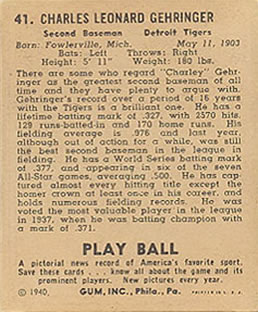 41. CHARLES LEONARD GEHRINGER
Second Baseman Detroit Tigers
Born: Fowlerville, Mich. May 11, 1903
Bats: Left Throws: Right
Height: 5' 11" Weight: 180 lbs.
There are some who regard "Charley" Gehr-
inger as the greatest second baseman of all
time and they have plenty to argue with.
Gehringer's record over a period of 16 years
with the Tigers is a brilliant one. He has a
lifetime batting mark of .327, with 2570 hits,
129 runs-batted-in and 170 home runs. His
fielding average is .976 and last year,
although out of action for a while, was still
the best second baseman in the league in
fielding. He has a World Series batting mark
of .377, and appearing in six of the seven
All-Star games, averaged .500. He has cap-
tured almost every hitting title except the
homer crown at least once in his career, and
holds numerous fielding records. He was
voted the most valuable player in the league
in 1937, when he was champion batter with
a mark of .371.
PLAY BALL
A pictorial news record of America's favorite sport.
Save these cards . . . know all about the game and its
prominent players. New pictures every year.
© 1940, GUM, INC., Phila., Pa. PRINTED IN U. S. A.